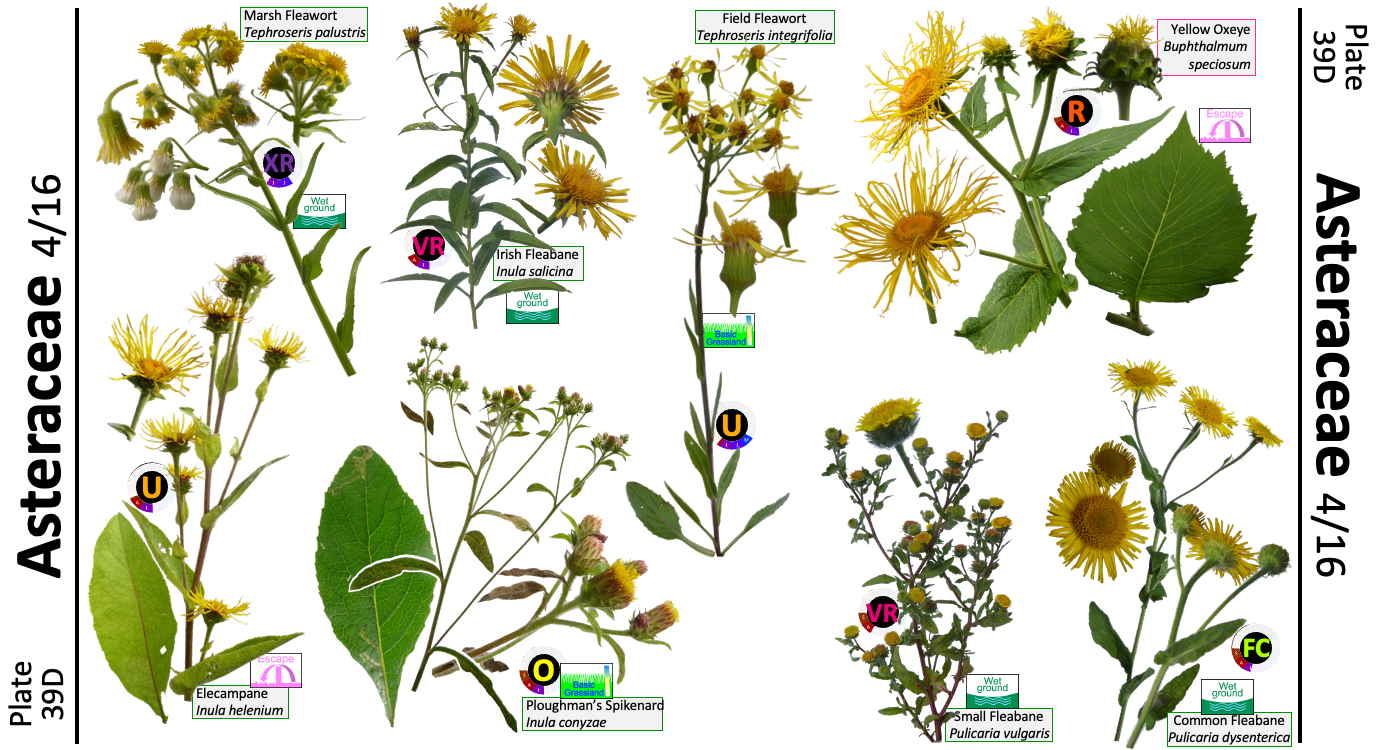 Marsh Fleawort
Tephroseris palustris
XR
Wet
ground
Irish Fleabane
Inula salicina
VR
Wet
ground
Field Fleawort
Tephroseris integrifolia
Basic
Grassland
U
Yellow Oxeye
Buphthalmum
speciosum
R
Escape
Plate
39D
Asteraceae 4/16
Asteraceae 4/16
Plate
39D
U
Escape
Elecampane
Inula helenium
O
Basic
Grassland
Ploughman's Spikenard
Inula conyzae
VR
Wet
ground
Small Fleabane
Pulicaria vulgaris
FC
Wet
ground
Common Fleabane
Pulicaria dysenterica